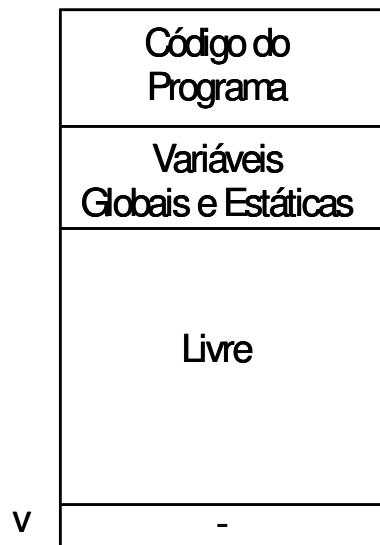 Código do
Programa
Variáveis
Globais e Estáticas
Livre
v -